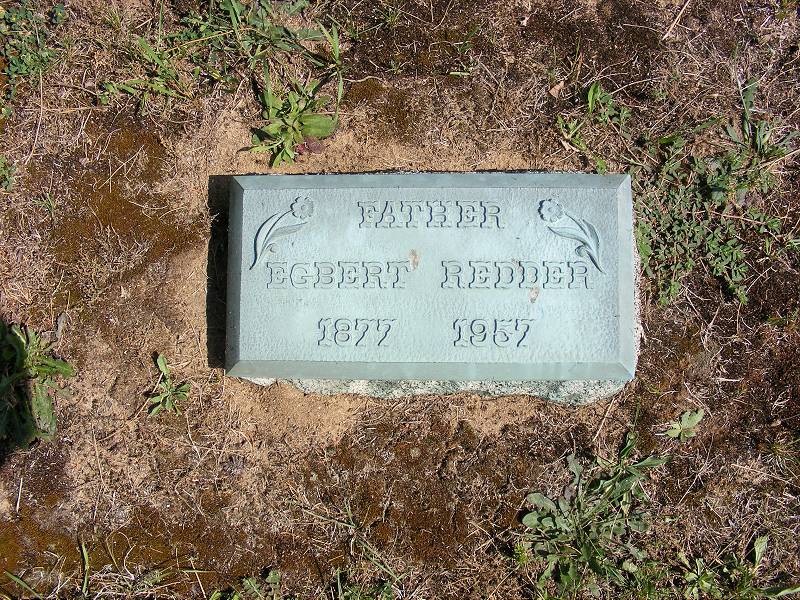 FATHER
EGBERT REDDER
1877 1957